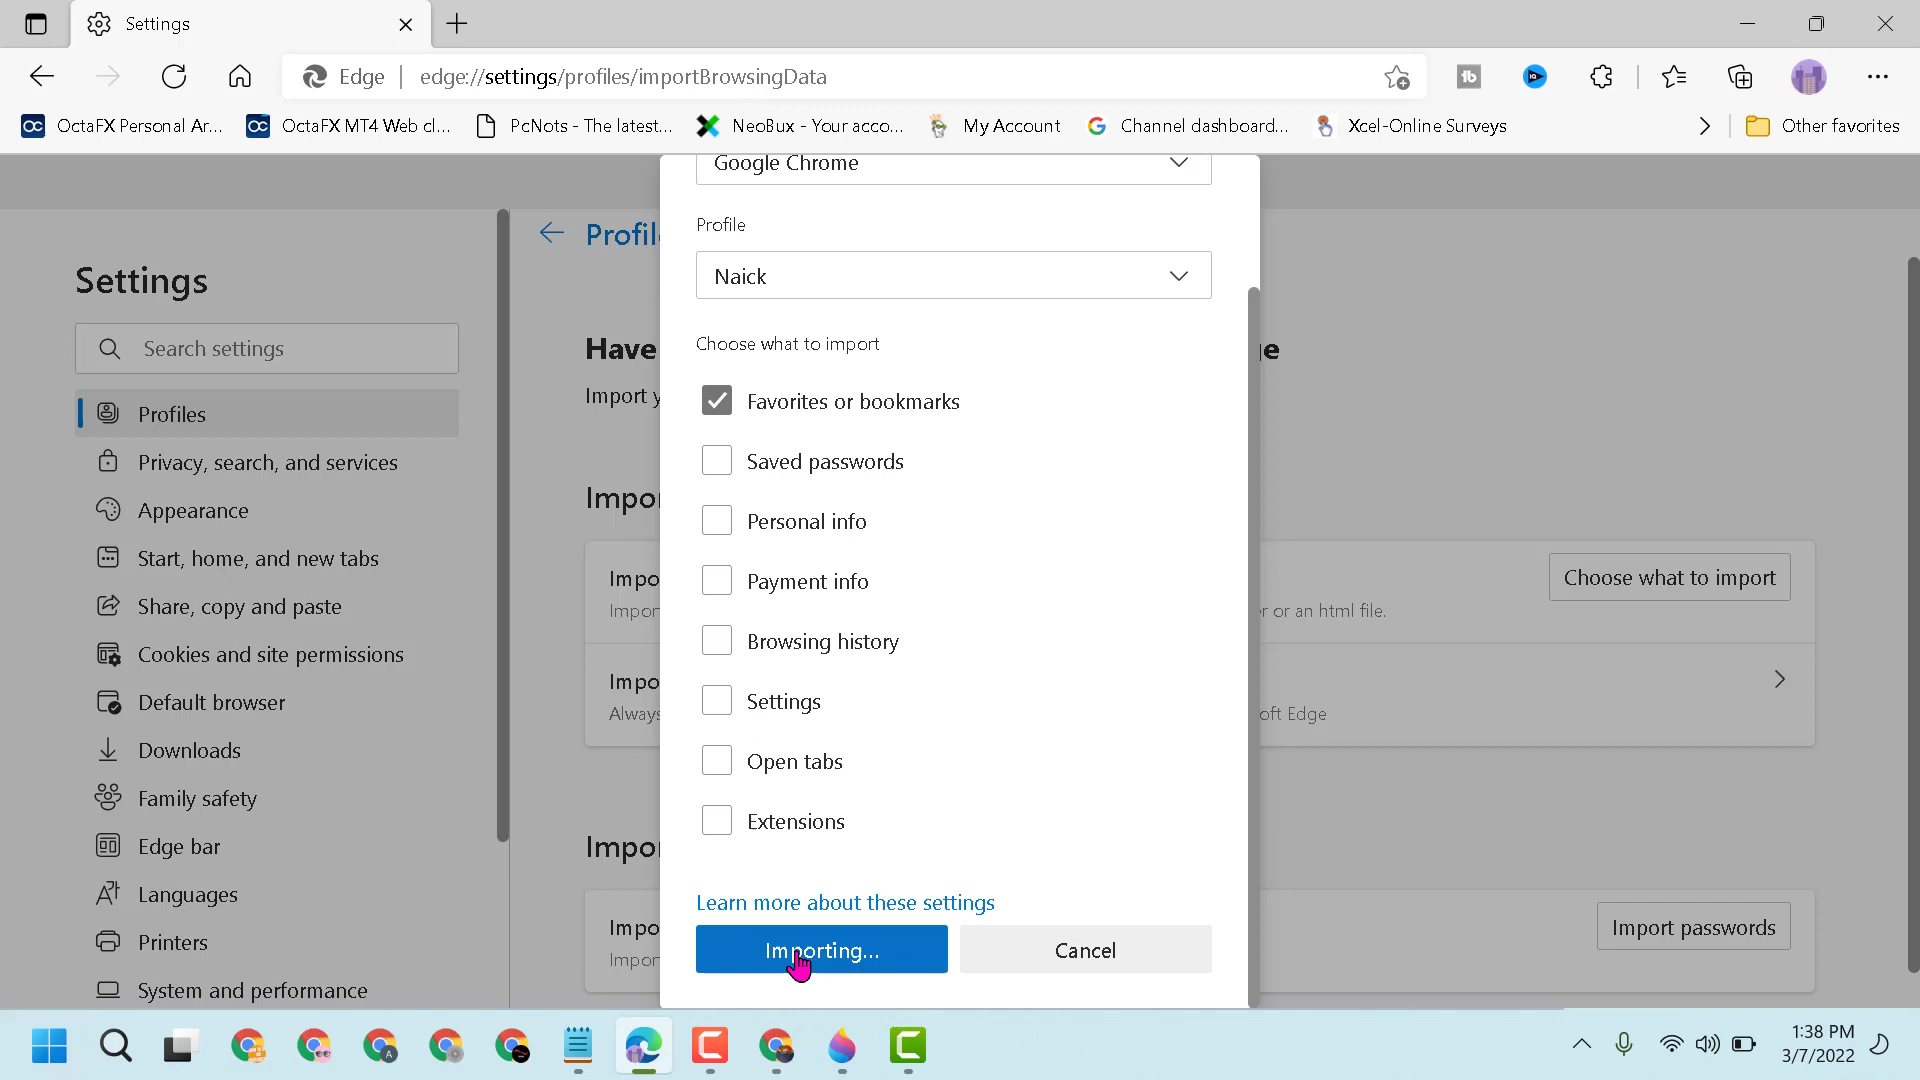 Settings
Edge
edge://settings/profiles/importBrowsingData
OctaFX Personal Ar...
OctaFX MT4 Web cl...
PcNots - The latest...
NeoBux - Your acco...
My Account
Channel dashboard...
Xcel-Online Surveys
Other favorites
Settings
Search settings
Profiles
Privacy, search, and services
Appearance
Start, home, and new tabs
Share, copy and paste
Cookies and site permissions
Default browser
Downloads
Family safety
Edge bar
Languages
Printers
System and performance
Profil
Have
Import y
Impor
Impo
Impor
Choose what to import
r or an html file.
Impo
Always
oft Edge
Impor
Impo
Impor
Import passwords
Google Chrome
Profile
Naick
Choose what to import
Favorites or bookmarks
Saved passwords
Personal info
Payment info
Browsing history
Settings
Open tabs
Extensions
Learn more about these settings
Importing...
Cancel
1:38 PM
3/7/2022